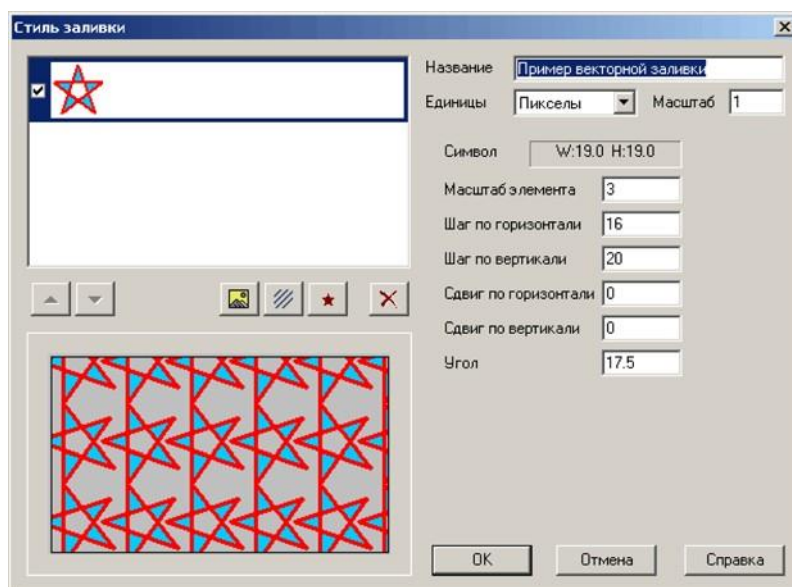 Стиль заливки
Название Пример векторной заливки
Единицы Пикселы Масштаб 1
Символ W:19.0 H:19.0
Масштаб элемента 3
Шаг по горизонтали 16
Шаг по вертикали 20
Сдвиг по горизонтали 0
Сдвиг по вертикали 0
Угол 17.5
OK Отмена Справка